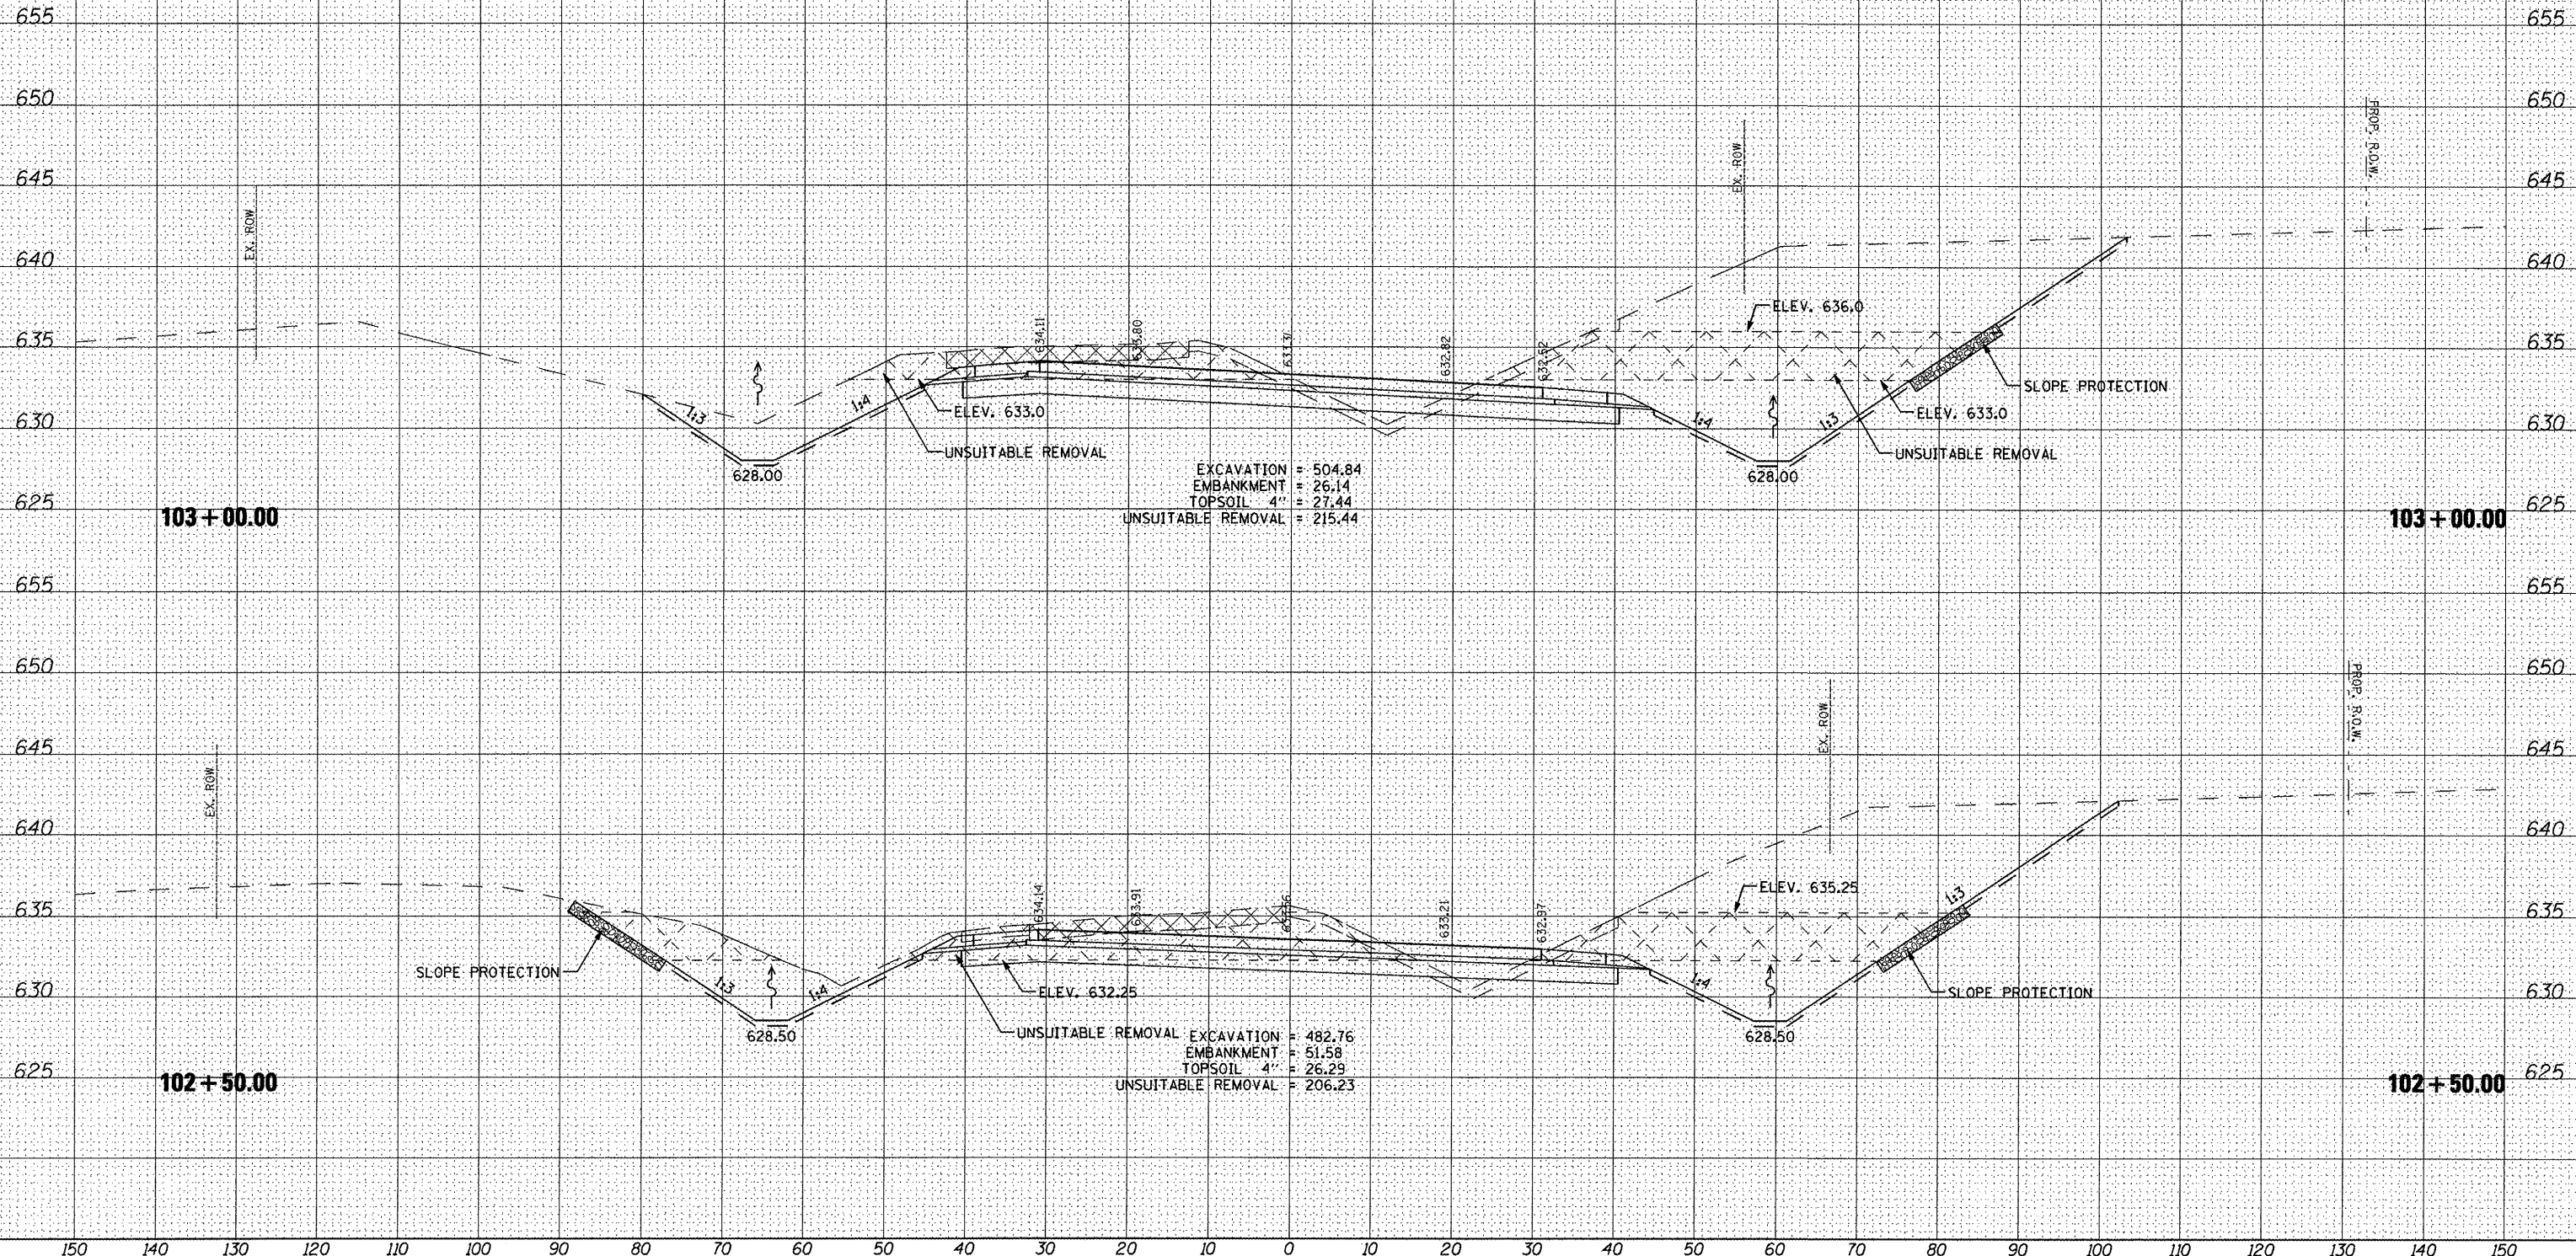 655 655
650 650
PROP. R.O.W.
EX. ROW
645 645
EX. ROW
640 640
ELEV. 636.0
635 634.11 633.80 632.82 632.62 635
SLOPE PROTECTION
1:3 1:4 ELEV. 633.0 1:4 1:3 ELEV. 633.0
630 630
UNSUITABLE REMOVAL UNSUITABLE REMOVAL
628.00 628.00
EXCAVATION = 504.84
EMBANKMENT = 26.14
TOPSOIL 4" = 27.44
UNSUITABLE REMOVAL = 215.44
625 625
103+00.00 103+00.00
655 655
650 650
PROP. R.O.W.
EX. ROW
645 645
EX. ROW
640 640
ELEV. 635.25 1:3
635 634.14 633.91 633.21 632.97 635
SLOPE PROTECTION
1:3 1:4 ELEV. 632.25 1:4 SLOPE PROTECTION
630 630
628.50 628.50
UNSUITABLE REMOVAL
EXCAVATION = 482.76
EMBANKMENT = 51.58
TOPSOIL 4" = 26.29
UNSUITABLE REMOVAL = 206.23
625 625
102+50.00 102+50.00
150 140 130 120 110 100 90 80 70 60 50 40 30 20 10 0 10 20 30 40 50 60 70 80 90 100 110 120 130 140 150